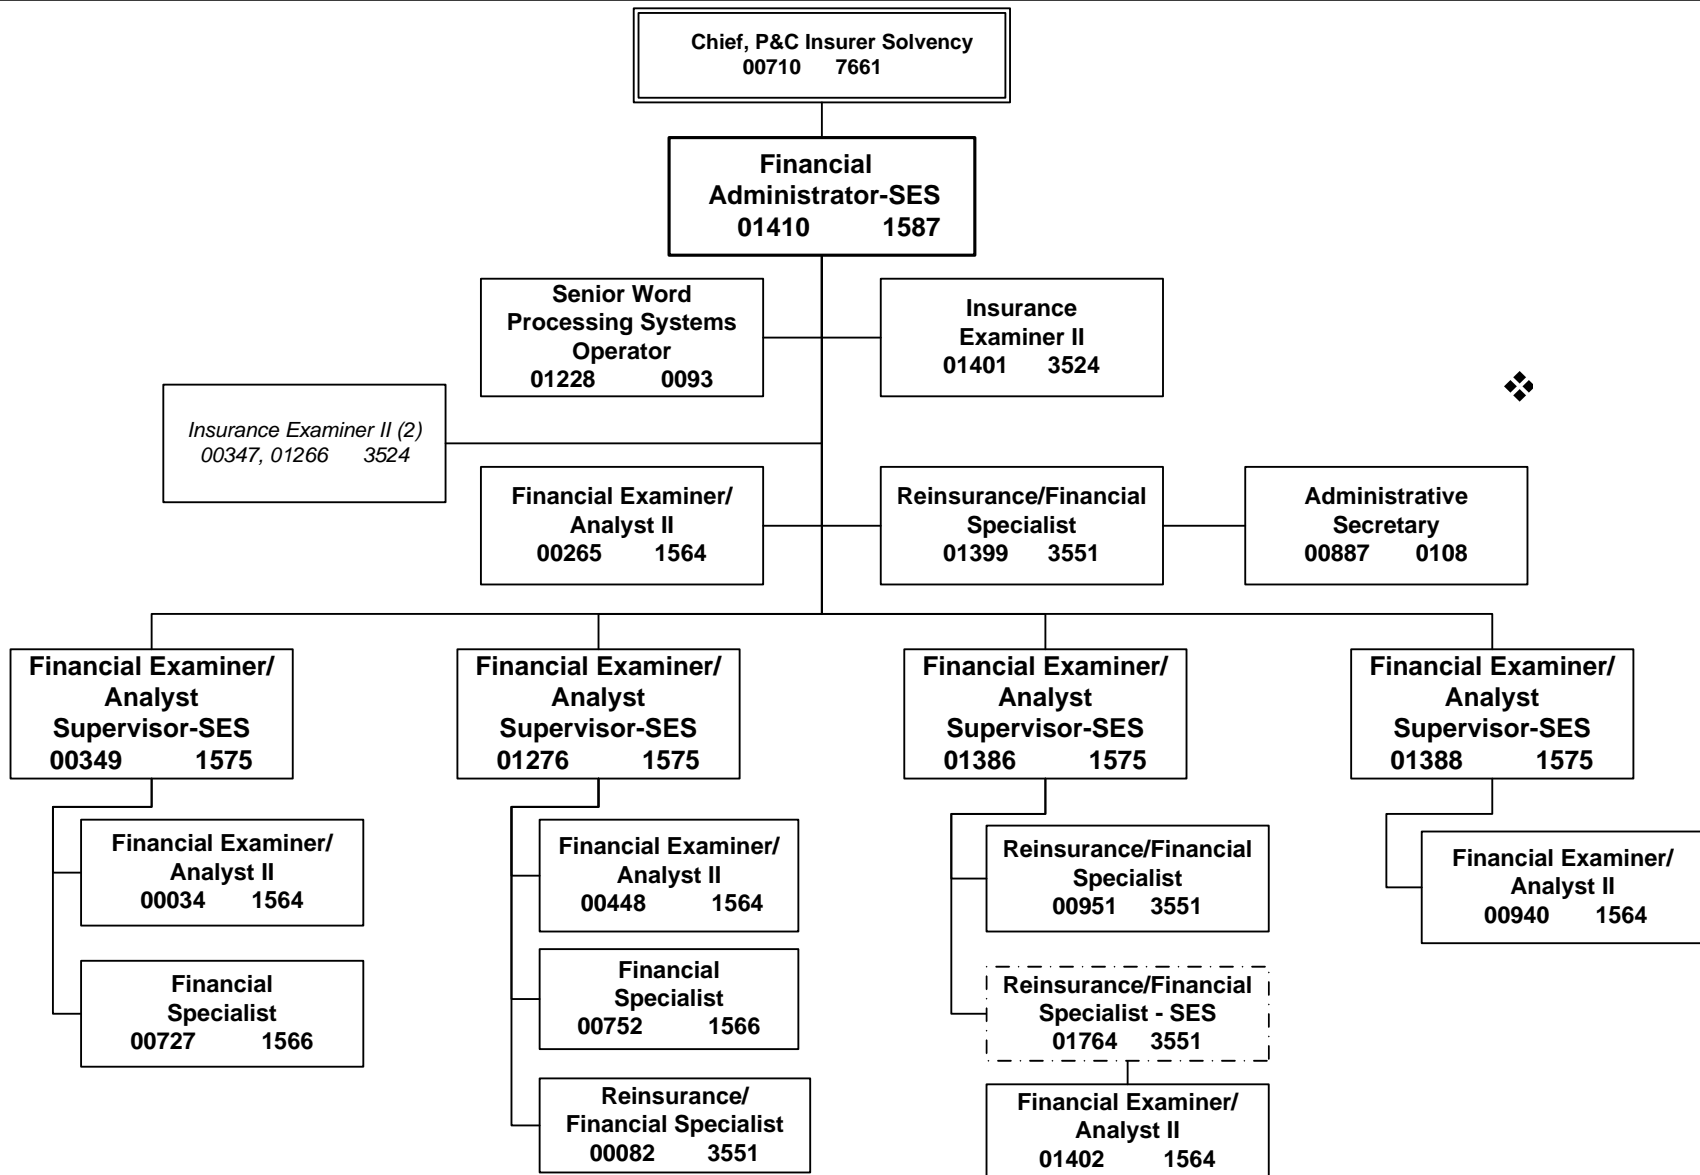 Chief, P&C Insurer Solvency
00710 7661
Financial
Administrator-SES
01410 1587
Senior Word
Processing Systems
Operator
01228 0093
Insurance
Examiner II
01401 3524
Insurance Examiner II (2)
00347, 01266 3524
Financial Examiner/
Analyst II
00265 1564
Reinsurance/Financial
Specialist
01399 3551
Administrative
Secretary
00887 0108
Financial Examiner/
Analyst
Supervisor-SES
00349 1575
Financial Examiner/
Analyst
Supervisor-SES
01276 1575
Financial Examiner/
Analyst
Supervisor-SES
01386 1575
Financial Examiner/
Analyst
Supervisor-SES
01388 1575
Financial Examiner/
Analyst II
00034 1564
Financial
Specialist
00727 1566
Financial Examiner/
Analyst II
00448 1564
Financial
Specialist
00752 1566
Reinsurance/
Financial Specialist
00082 3551
Reinsurance/Financial
Specialist
00951 3551
Reinsurance/Financial
Specialist - SES
01764 3551
Financial Examiner/
Analyst II
01402 1564
Financial Examiner/
Analyst II
00940 1564